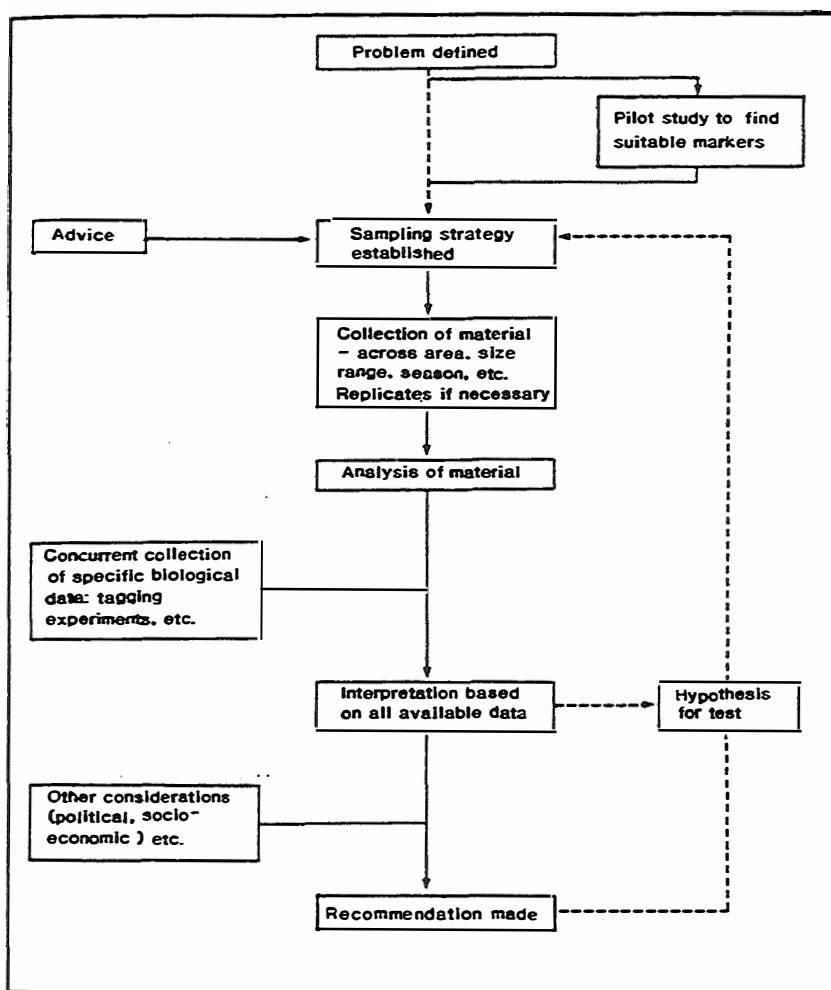 Problem defined
Pilot study to find
suitable markers
Advice
Sampling strategy
established
Collection of material
- across area, size
range, season, etc.
Replicates if necessary
Analysis of material
Concurrent collection
of specific biological
data: tagging
experiments, etc.
Interpretation based
on all available data
Hypothesis
for test
Other considerations
(political, socio-
economic ) etc.
Recommendation made